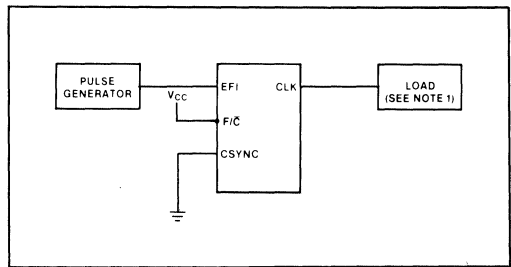 PULSE
GENERATOR
VCC
EFI
CLK
F/C̄
CSYNC
LOAD
(SEE NOTE 1)